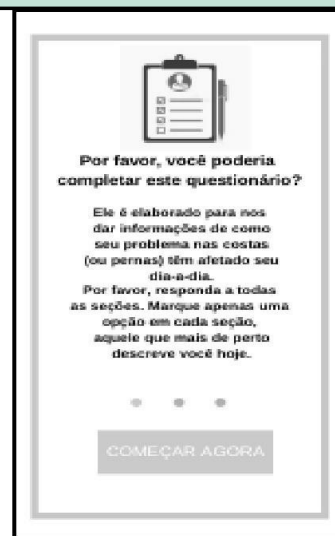 Por favor, você poderia
completar este questionário?
Ele é elaborado para nos
dar informações de como
seu problema nas costas
(ou pernas) têm afetado seu
dia-a-dia.
Por favor, responda a todas
as seções. Marque apenas uma
opção em cada seção,
aquele que mais de perto
descreve você hoje.
COMEÇAR AGORA